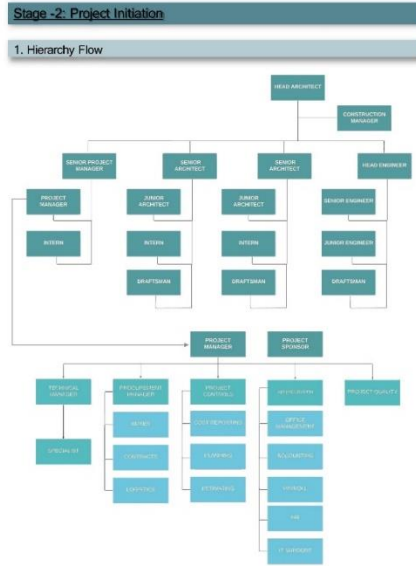 Stage -2: Project Initiation
1. Hierarchy Flow
HEAD ARCHITECT
CONSTRUCTION
MANAGER
SENIOR PROJECT
MANAGER
SENIOR
ARCHITECT
SENIOR
ARCHITECT
HEAD ENGINEER
PROJECT
MANAGER
JUNIOR
ARCHITECT
JUNIOR
ARCHITECT
SENIOR ENGINEER
INTERN
INTERN
INTERN
JUNIOR ENGINEER
DRAFTSMAN
DRAFTSMAN
DRAFTSMAN
PROJECT
MANAGER
PROJECT
SPONSOR
TECHNICAL
MANAGER
PROCUREMENT
MANAGER
PROJECT
CONTROLS
PROJECT QUALITY
OFFICE
MANAGEMENT
SPECIALIST
COST REPORTING
CONTRACTS
PLANNING
LOGISTICS
PAYROLL
HR
IT SUPPORT